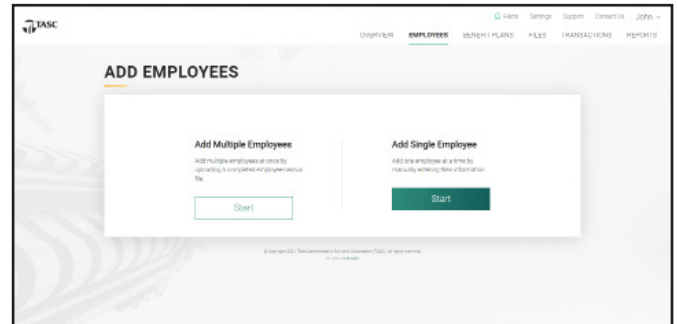 TASC
Alerts Settings Support Contact Us John
OVERVIEW EMPLOYEES BENEFIT PLANS FILES TRANSACTIONS REPORTS
ADD EMPLOYEES
Add Multiple Employees
Add multiple employees at once by
uploading a completed employee census
file.
Start
Add Single Employee
Add one employee at a time by
manually entering their information.
Start